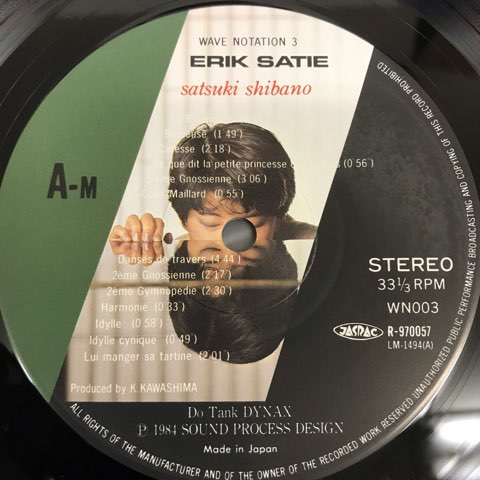 WAVE NOTATION 3
ERIK SATIE
satsuki shibano
Berceuse (1´49˝)
Caresse (2´18˝)
Ce que dit la petite princesse (0´56˝)
Gnossienne (3´06˝)
Colin Maillard (0´55˝)
A-M
Danses de travers (4´44˝)
2ème Gnossienne (2´17˝)
2ème Gymnopédie (2´30˝)
Harmonie (0´33˝)
Idylle (0´58˝)
Idylle cynique (0´49˝)
Lui manger sa tartine (2´01˝)
STEREO
33 1/3 RPM
WN003
JASRAC
R-970057
LM-1494(A)
Produced by K. KAWASHIMA
Do Tank DYNAX
Ⓟ 1984 SOUND PROCESS DESIGN
Made in Japan
ALL RIGHTS OF THE MANUFACTURER AND OF THE OWNER OF THE RECORDED WORK RESERVED UNAUTHORIZED PUBLIC PERFORMANCE BROADCASTING AND COPYING OF THIS RECORD PROHIBITED